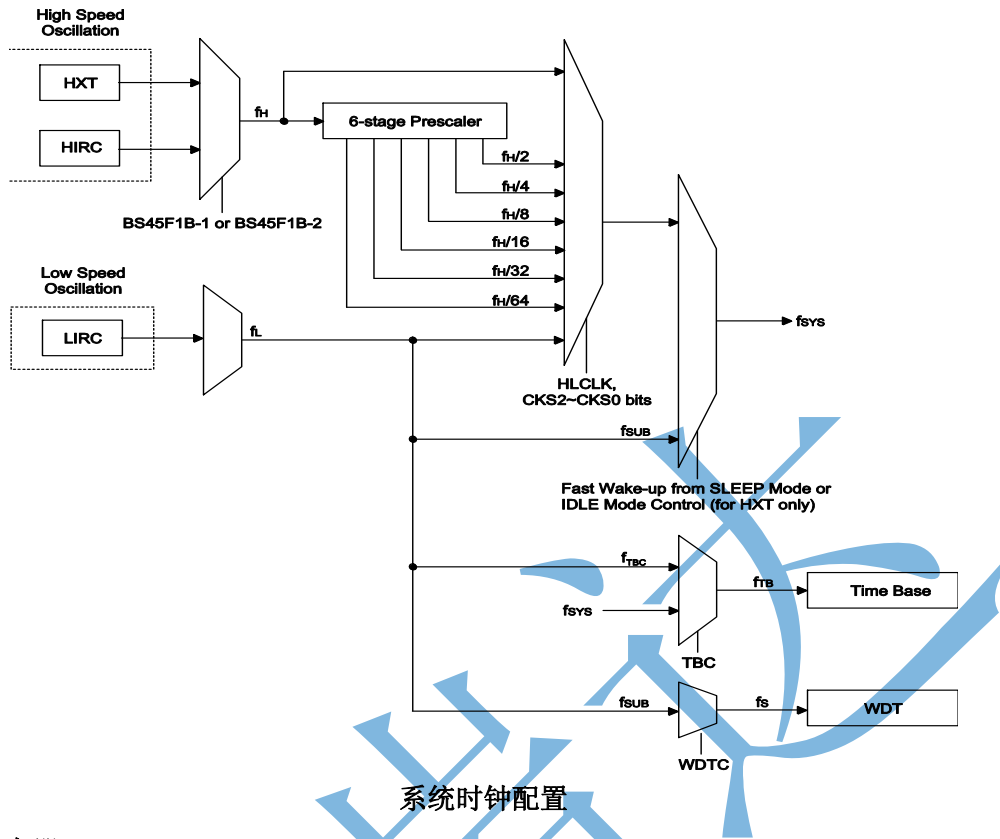 High Speed
Oscillation
HXT
HIRC
fH
6-stage Prescaler
fH/2
fH/4
fH/8
fH/16
fH/32
fH/64
BS45F1B-1 or BS45F1B-2
Low Speed
Oscillation
LIRC
fL
HLCLK,
CKS2~CKS0 bits
fSYS
fSUB
Fast Wake-up from SLEEP Mode or
IDLE Mode Control (for HXT only)
fTBC
fSYS
fTB
Time Base
TBC
fSUB
fS
WDT
WDTC
系统时钟配置